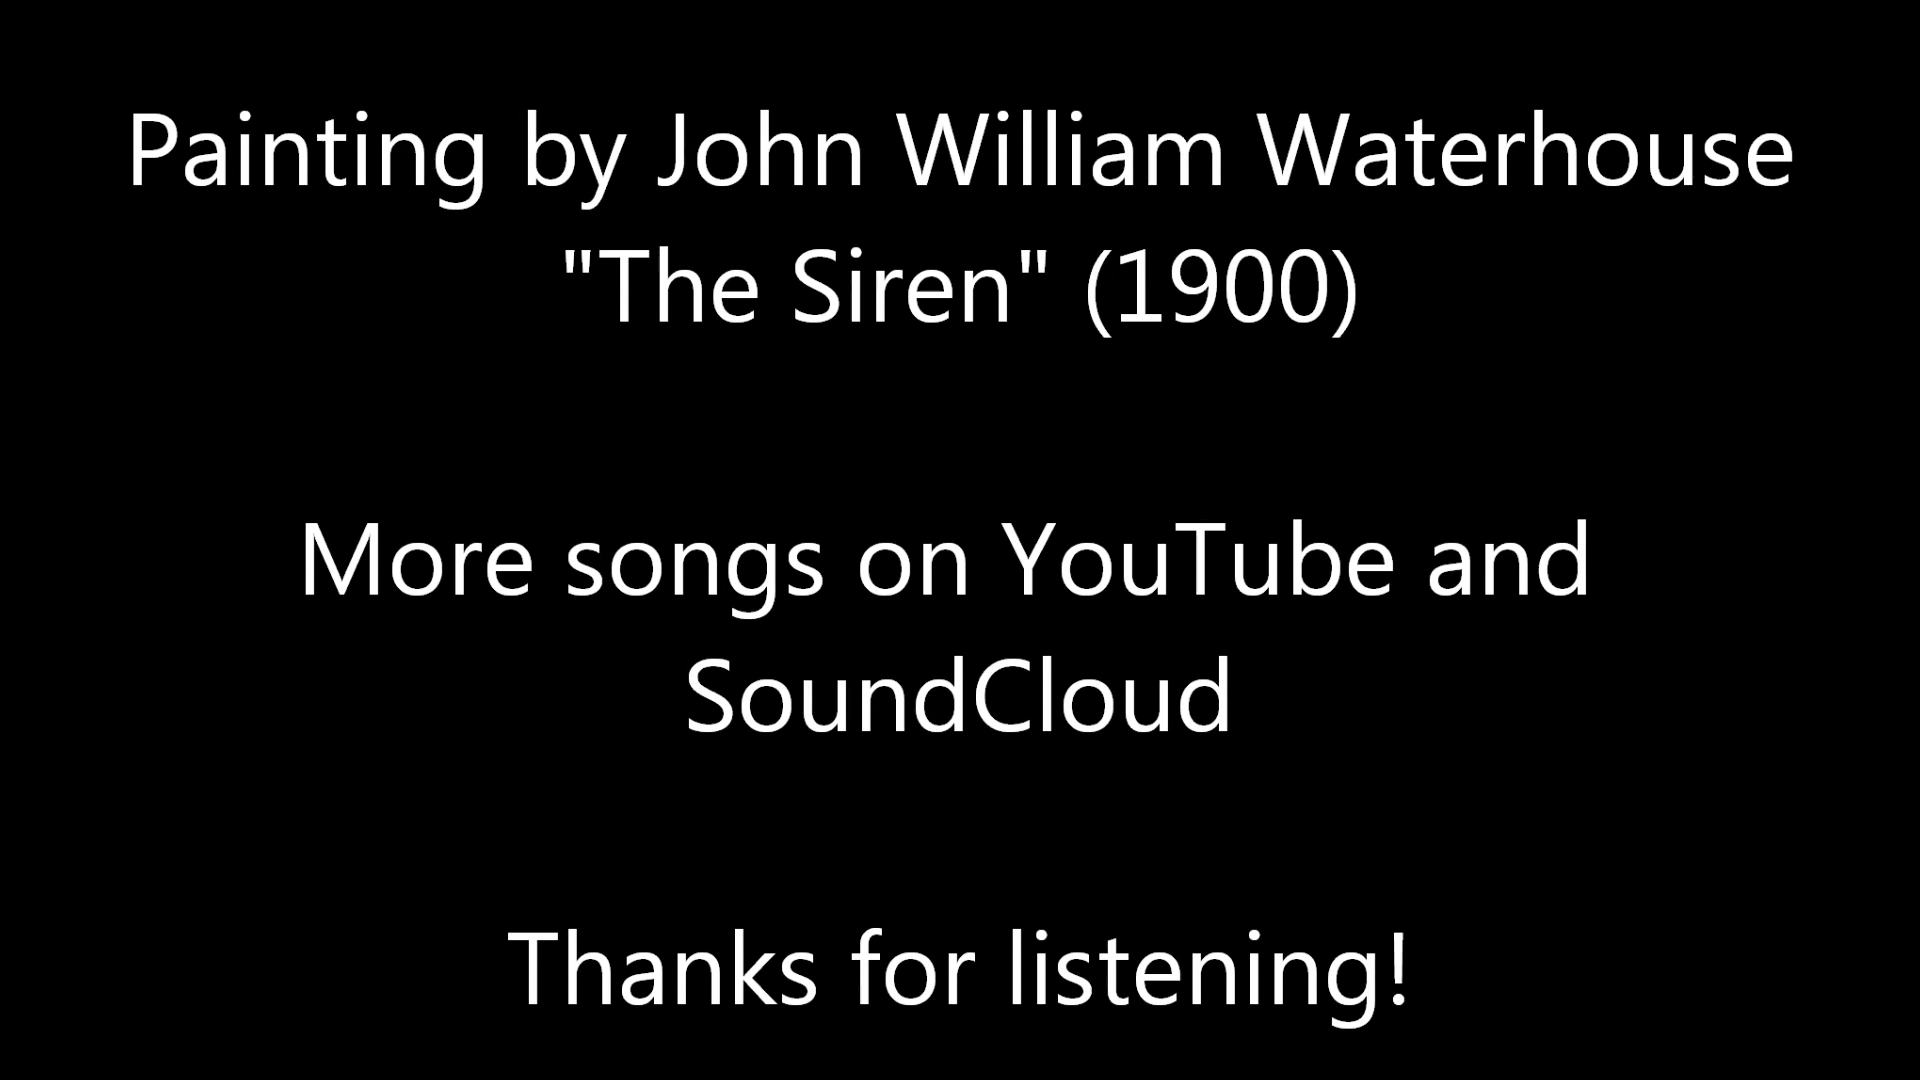 Painting by John William Waterhouse
"The Siren" (1900)
More songs on YouTube and
SoundCloud
Thanks for listening!